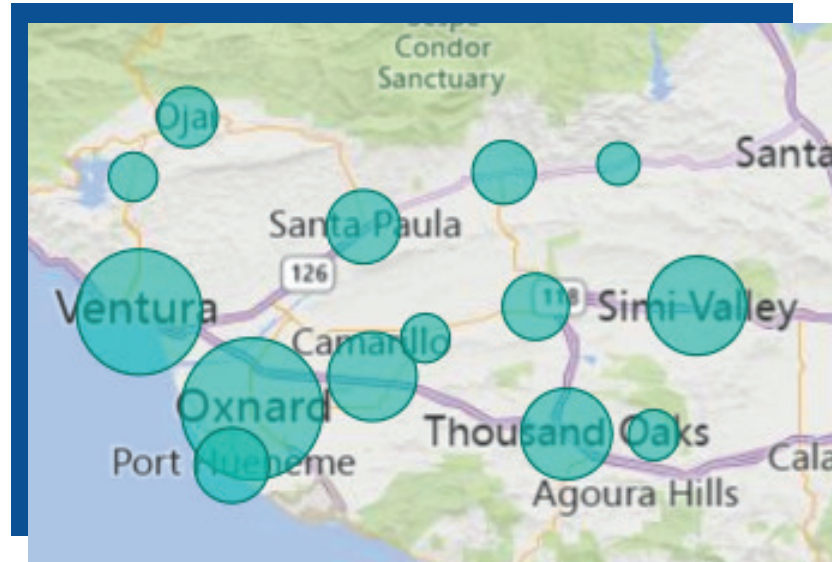 Condor
Sanctuary
Ojai
Santa
Santa Paula
126
Ventura
118
Simi Valley
Camarillo
Oxnard
Thousand Oaks
Port Hueneme
Cala
Agoura Hills